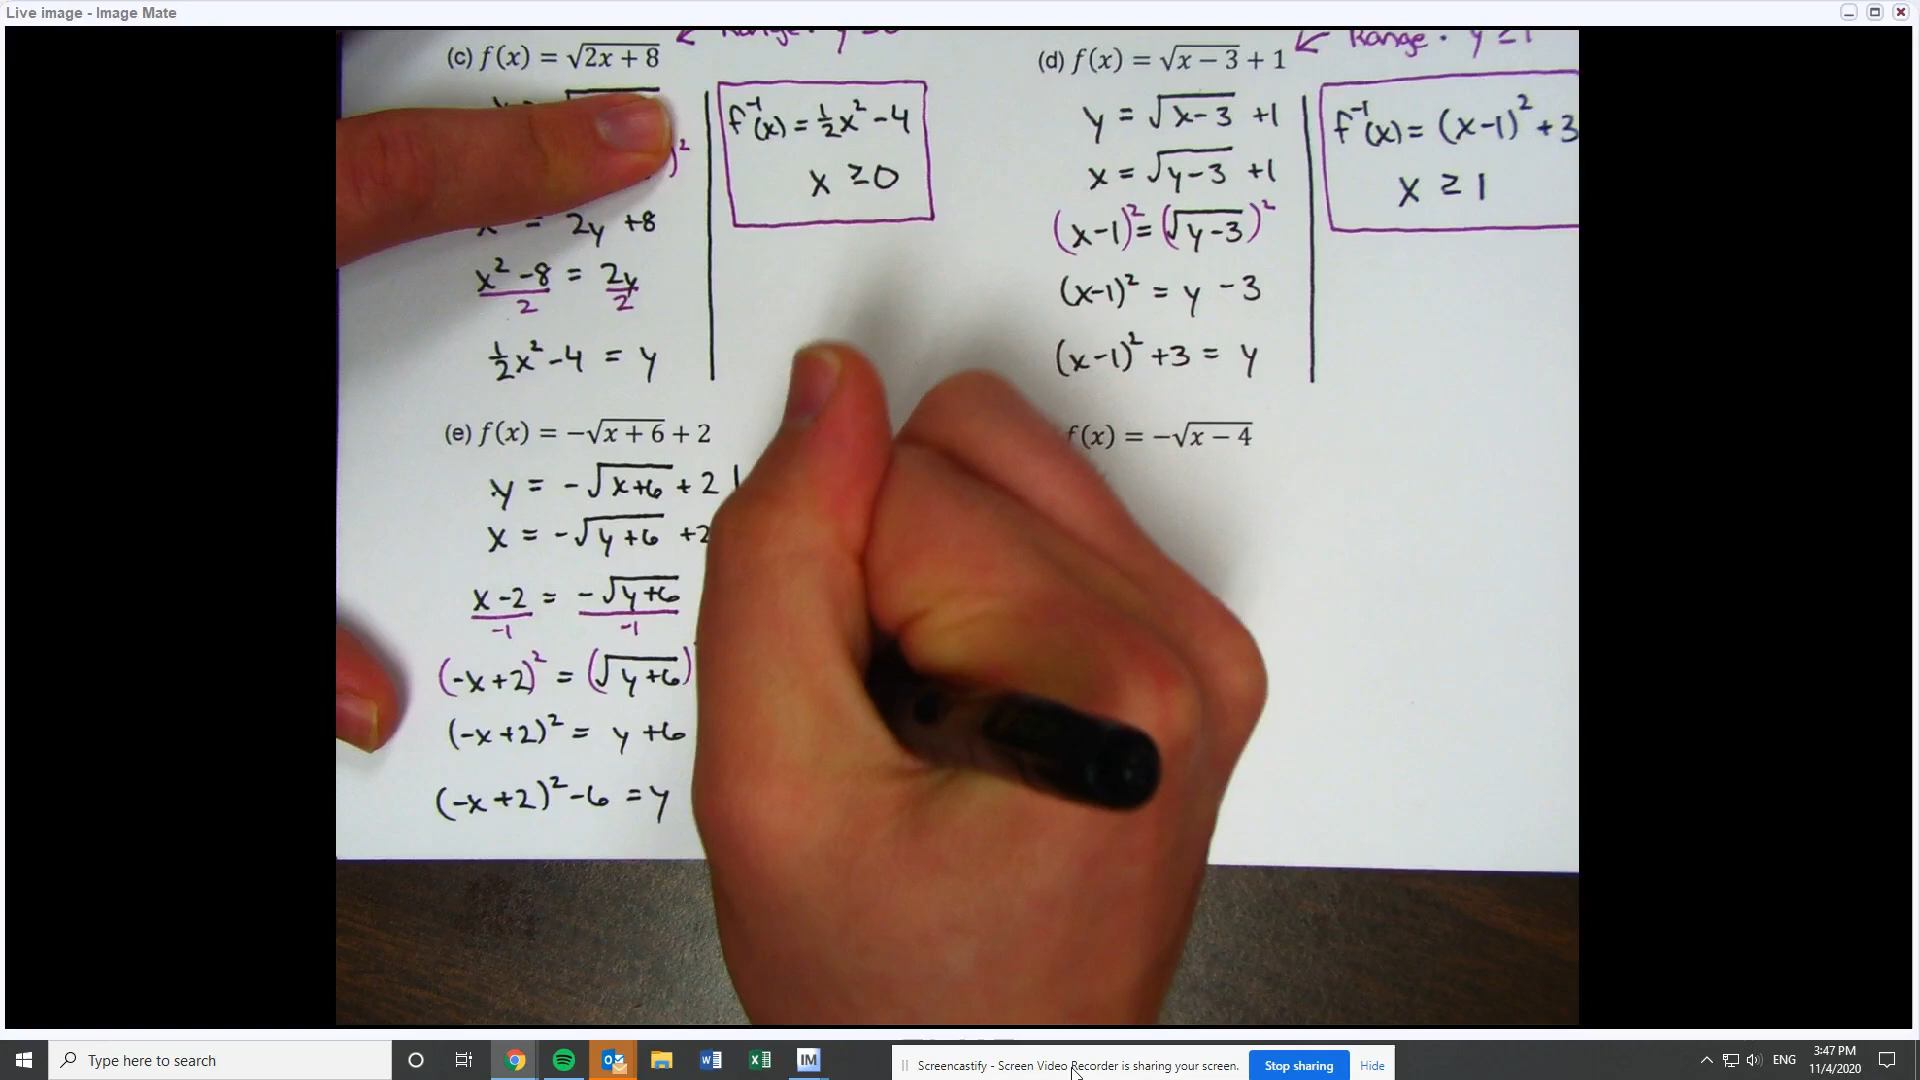 Live image - Image Mate
(c) f(x) = √2x + 8
)²
= 2y +8
x² -8 = 2y
2 2
½x² -4 = y
f⁻¹(x) = ½x² -4
x ≥0
(d) f(x) = √x − 3 + 1
Range : y ≥ 1
y = √x-3 +1
x = √y-3 +1
(x-1)² = (√y-3)²
(x-1)² = y -3
(x-1)² +3 = y
f⁻¹(x) = (x-1)² +3
x ≥ 1
(e) f(x) = −√x + 6 + 2
y = -√x+6 +2
x = -√y+6 +2
x -2 = -√y+6
-1 -1
(-x+2)² = (√y+6)
(-x+2)² = y +6
(-x+2)² -6 = y
f(x) = −√x − 4
Type here to search
Screencastify - Screen Video Recorder is sharing your screen.
Stop sharing
Hide
IM
ENG
3:47 PM
11/4/2020